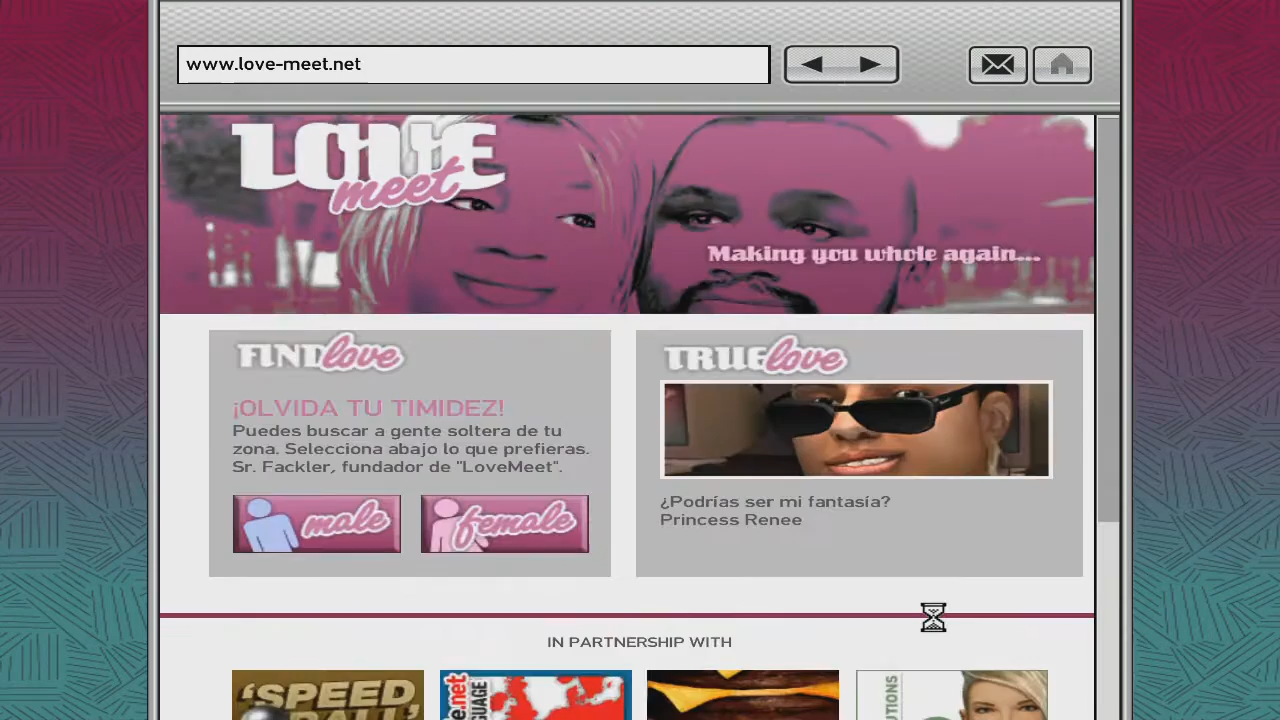 www.love-meet.net
LOVE
meet
Making you whole again...
FIND love
TRUE love
¡OLVIDA TU TIMIDEZ!
Puedes buscar a gente soltera de tu
zona. Selecciona abajo lo que prefieras.
Sr. Fackler, fundador de "LoveMeet".
male
female
¿Podrías ser mi fantasía?
Princess Renee
IN PARTNERSHIP WITH
'SPEED
BALL'